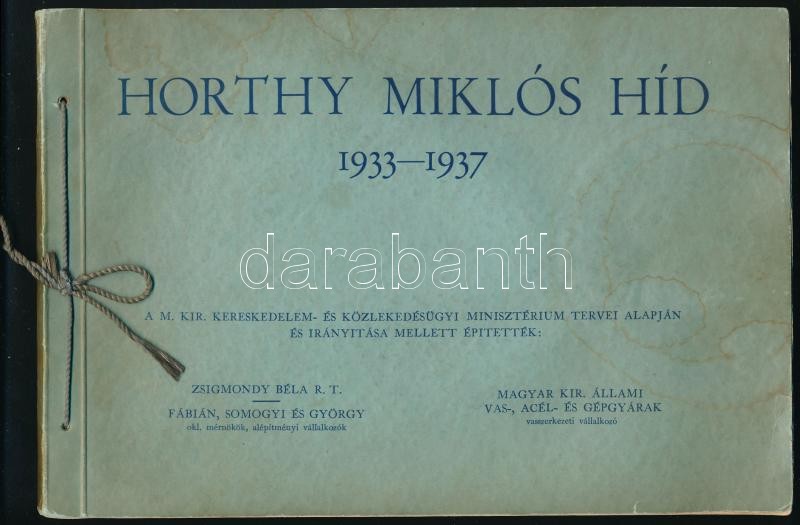 HORTHY MIKLÓS HÍD
1933—1937
darabanth
A M. KIR. KERESKEDELEM- ÉS KÖZLEKEDÉSÜGYI MINISZTÉRIUM TERVEI ALAPJÁN
ÉS IRÁNYITÁSA MELLETT ÉPITETTÉK:
ZSIGMONDY BÉLA R. T.
FÁBIÁN, SOMOGYI ÉS GYÖRGY
okl. mérnökök, alépítményi vállalkozók
MAGYAR KIR. ÁLLAMI
VAS-, ACÉL- ÉS GÉPGYÁRAK
vasszerkezeti vállalkozó